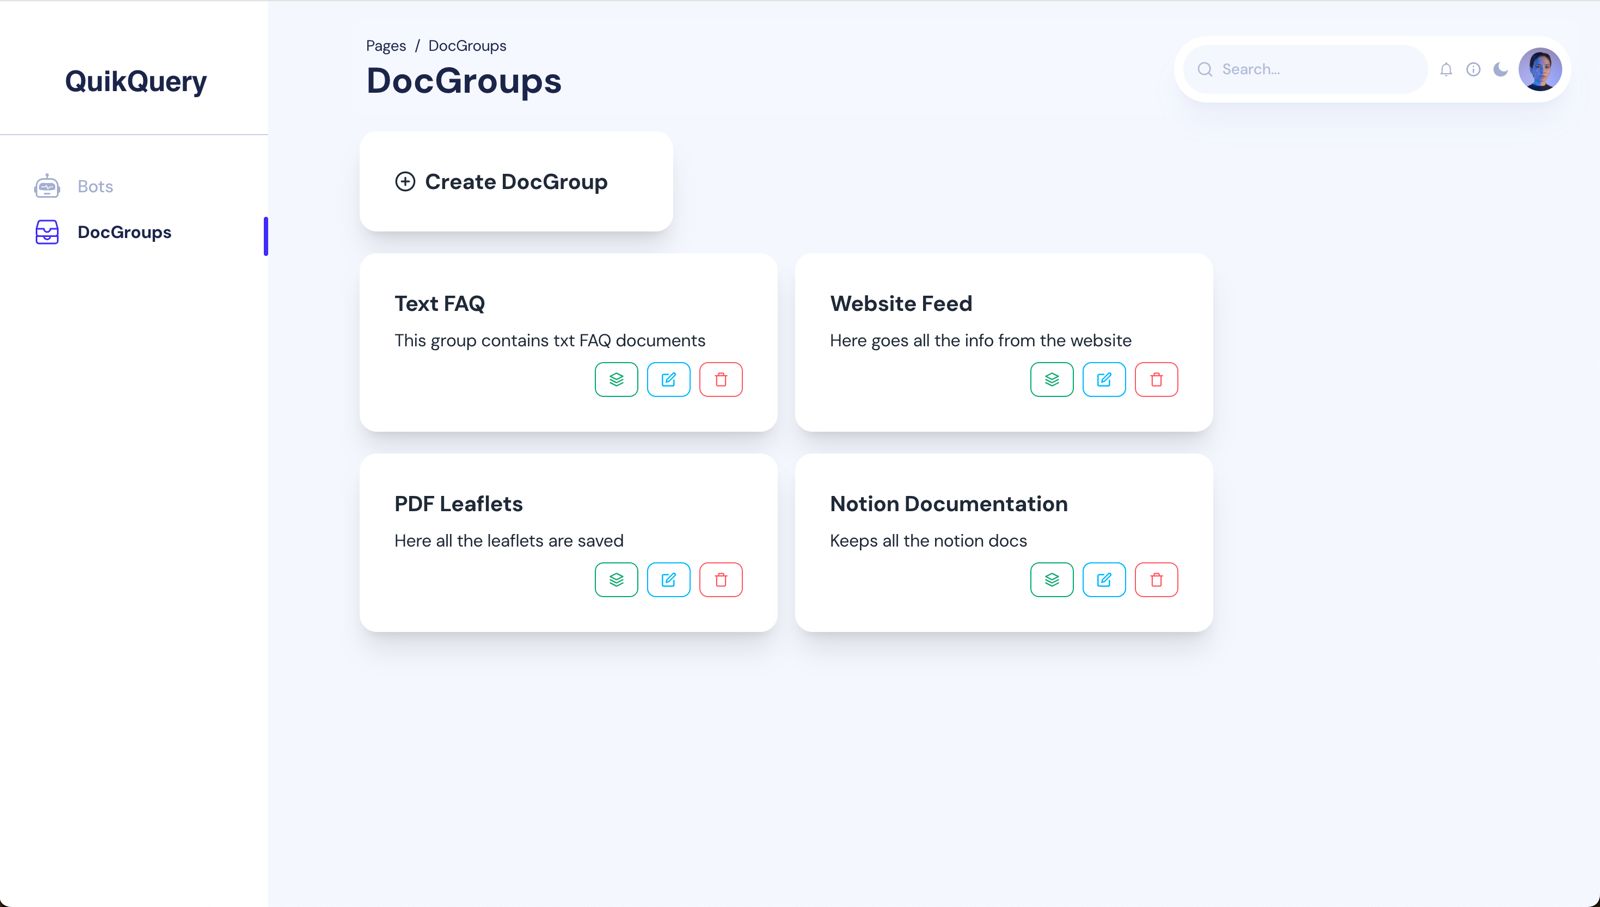 QuikQuery
Bots
DocGroups
Pages / DocGroups
DocGroups
Search...
Create DocGroup
Text FAQ
This group contains txt FAQ documents
Website Feed
Here goes all the info from the website
PDF Leaflets
Here all the leaflets are saved
Notion Documentation
Keeps all the notion docs